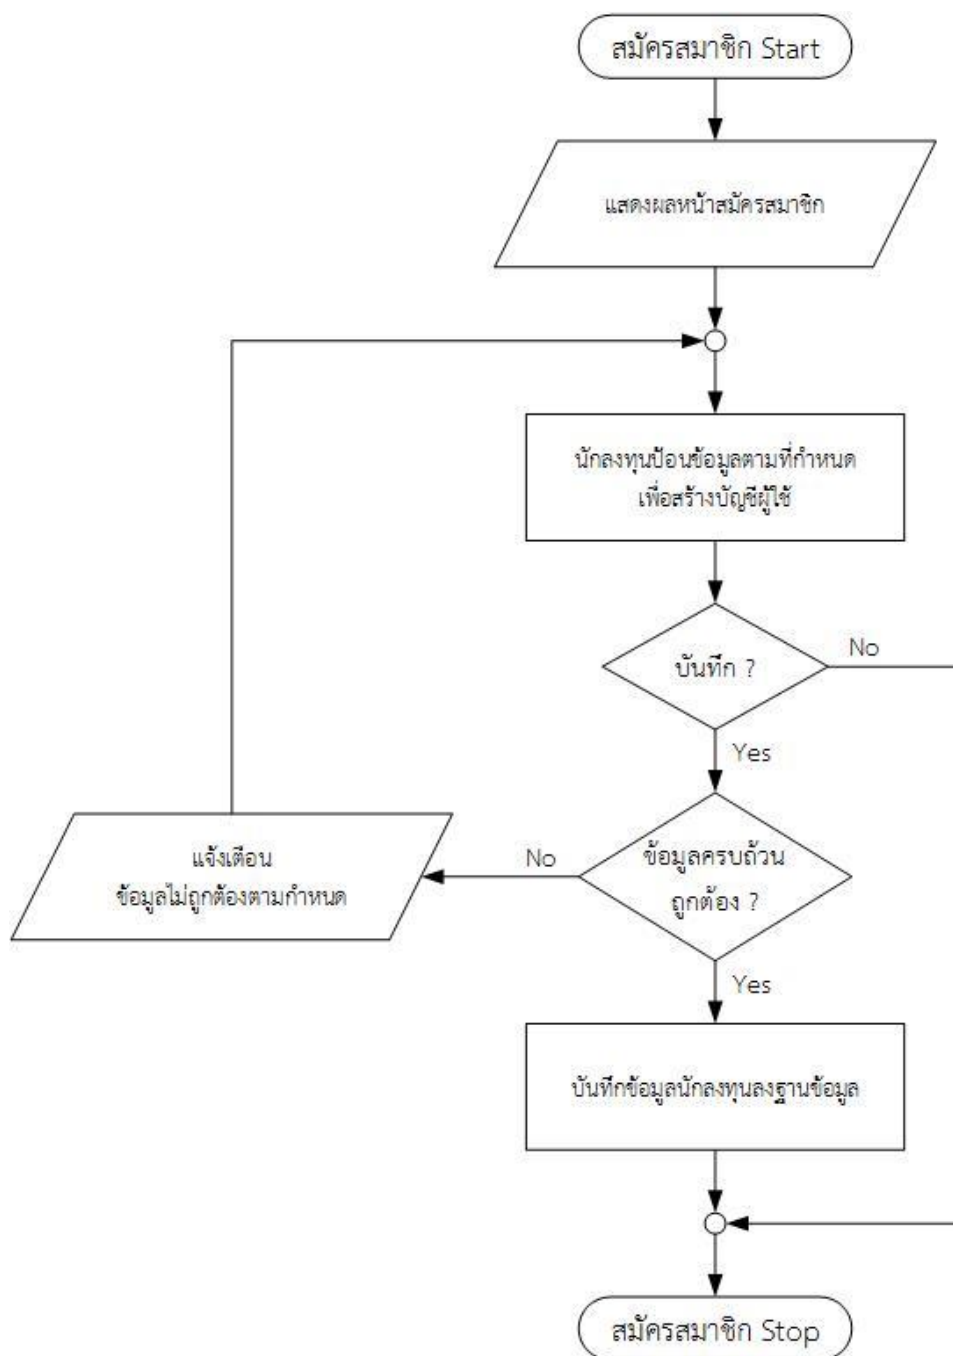 สมัครสมาชิก Start
แสดงผลหน้าสมัครสมาชิก
นักลงทุนป้อนข้อมูลตามที่กำหนด
เพื่อสร้างบัญชีผู้ใช้
บันทึก ?
No
Yes
ข้อมูลครบถ้วน
ถูกต้อง ?
No
แจ้งเตือน
ข้อมูลไม่ถูกต้องตามกำหนด
Yes
บันทึกข้อมูลนักลงทุนลงฐานข้อมูล
สมัครสมาชิก Stop